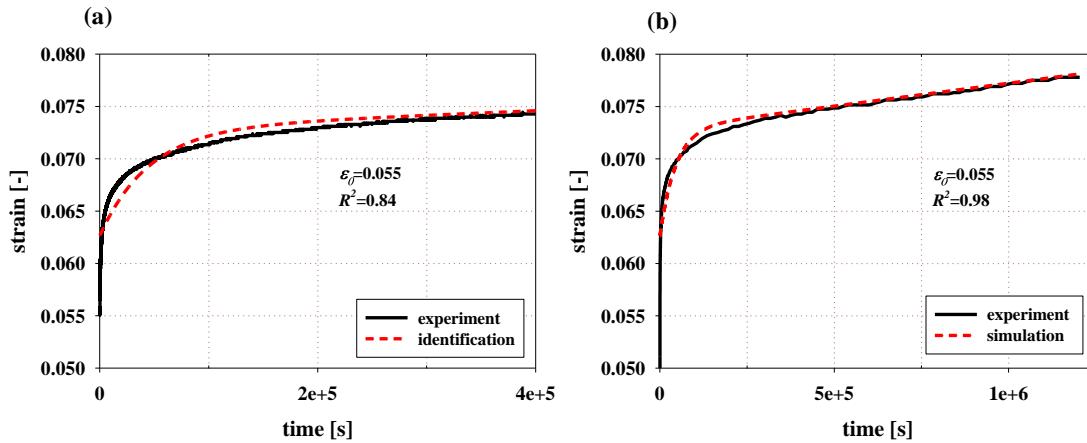 (a)
0.080
0.075
0.070
0.065
0.060
0.055
0.050
strain [-]
ε0=0.055
R²=0.84
experiment
identification
0
2e+5
4e+5
time [s]
(b)
0.080
0.075
0.070
0.065
0.060
0.055
0.050
strain [-]
ε0=0.055
R²=0.98
experiment
simulation
0
5e+5
1e+6
time [s]